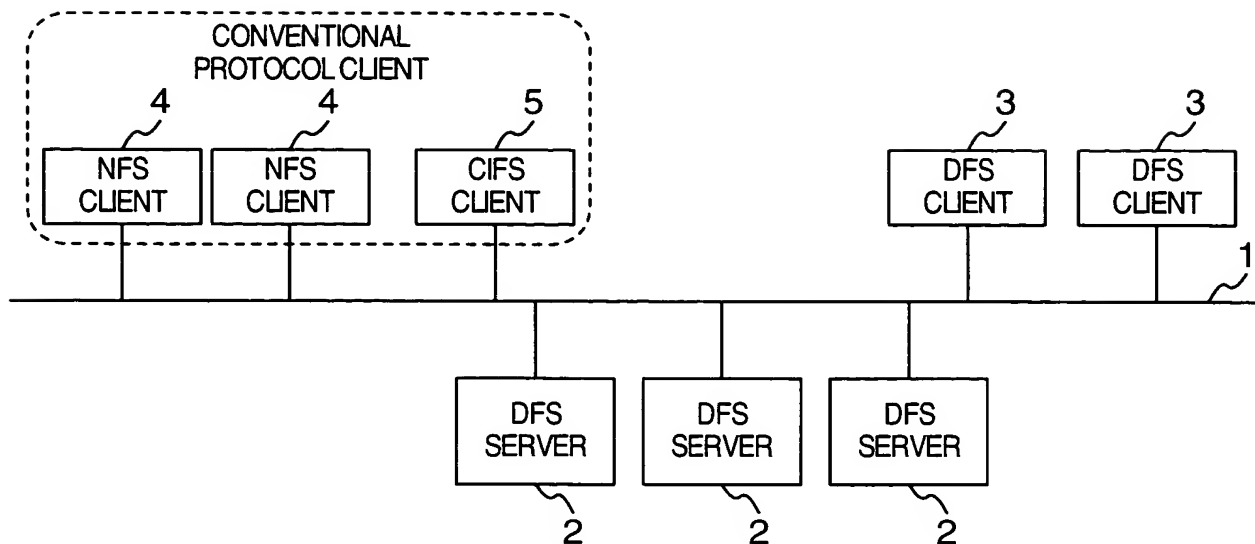 CONVENTIONAL
PROTOCOL CLIENT
4
4
5
3
3
NFS
CLIENT
NFS
CLIENT
CIFS
CLIENT
DFS
CLIENT
DFS
CLIENT
1
DFS
SERVER
DFS
SERVER
DFS
SERVER
2
2
2